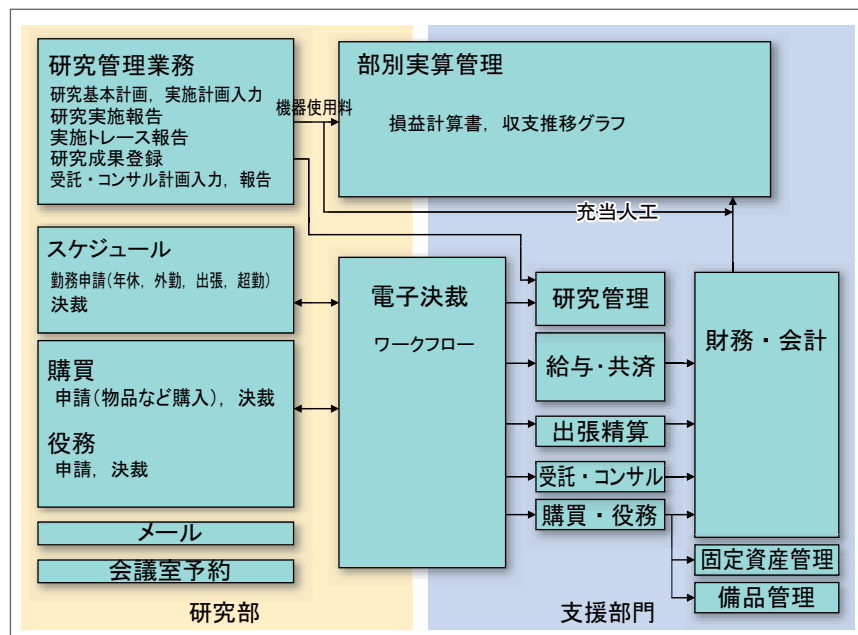 研究管理業務
研究基本計画，実施計画入力
研究実施報告
実施トレース報告
研究成果登録
受託・コンサル計画入力，報告
機器使用料
部別実算管理
損益計算書，収支推移グラフ
充当人工
スケジュール
勤務申請(年休，外勤，出張，超勤)
決裁
購買
申請(物品など購入)，決裁
役務
申請，決裁
メール
会議室予約
電子決裁
ワークフロー
研究管理
給与・共済
出張精算
受託・コンサル
購買・役務
財務・会計
固定資産管理
備品管理
研究部
支援部門